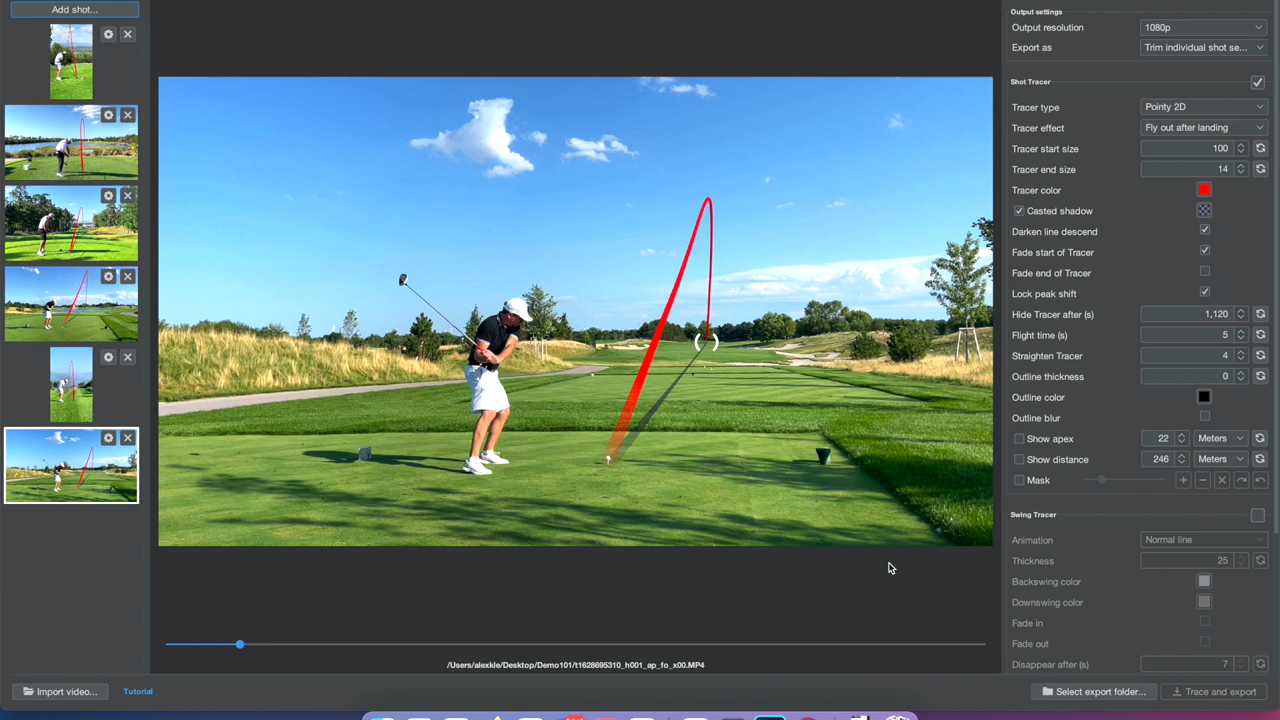 Add shot...
Output settings
Output resolution 1080p
Export as Trim individual shot se...
Shot Tracer
Tracer type Pointy 2D
Tracer effect Fly out after landing
Tracer start size 100
Tracer end size 14
Tracer color
Casted shadow
Darken line descend
Fade start of Tracer
Fade end of Tracer
Lock peak shift
Hide Tracer after (s) 1,120
Flight time (s) 5
Straighten Tracer 4
Outline thickness 0
Outline color
Outline blur
Show apex 22 Meters
Show distance 246 Meters
Mask
Swing Tracer
Animation Normal line
Thickness 25
Backswing color
Downswing color
Fade in
Fade out
Disappear after (s) 7
/Users/alexkle/Desktop/Demo101/t1628695310_h001_ap_fo_x00.MP4
Import video... Tutorial Select export folder... Trace and export